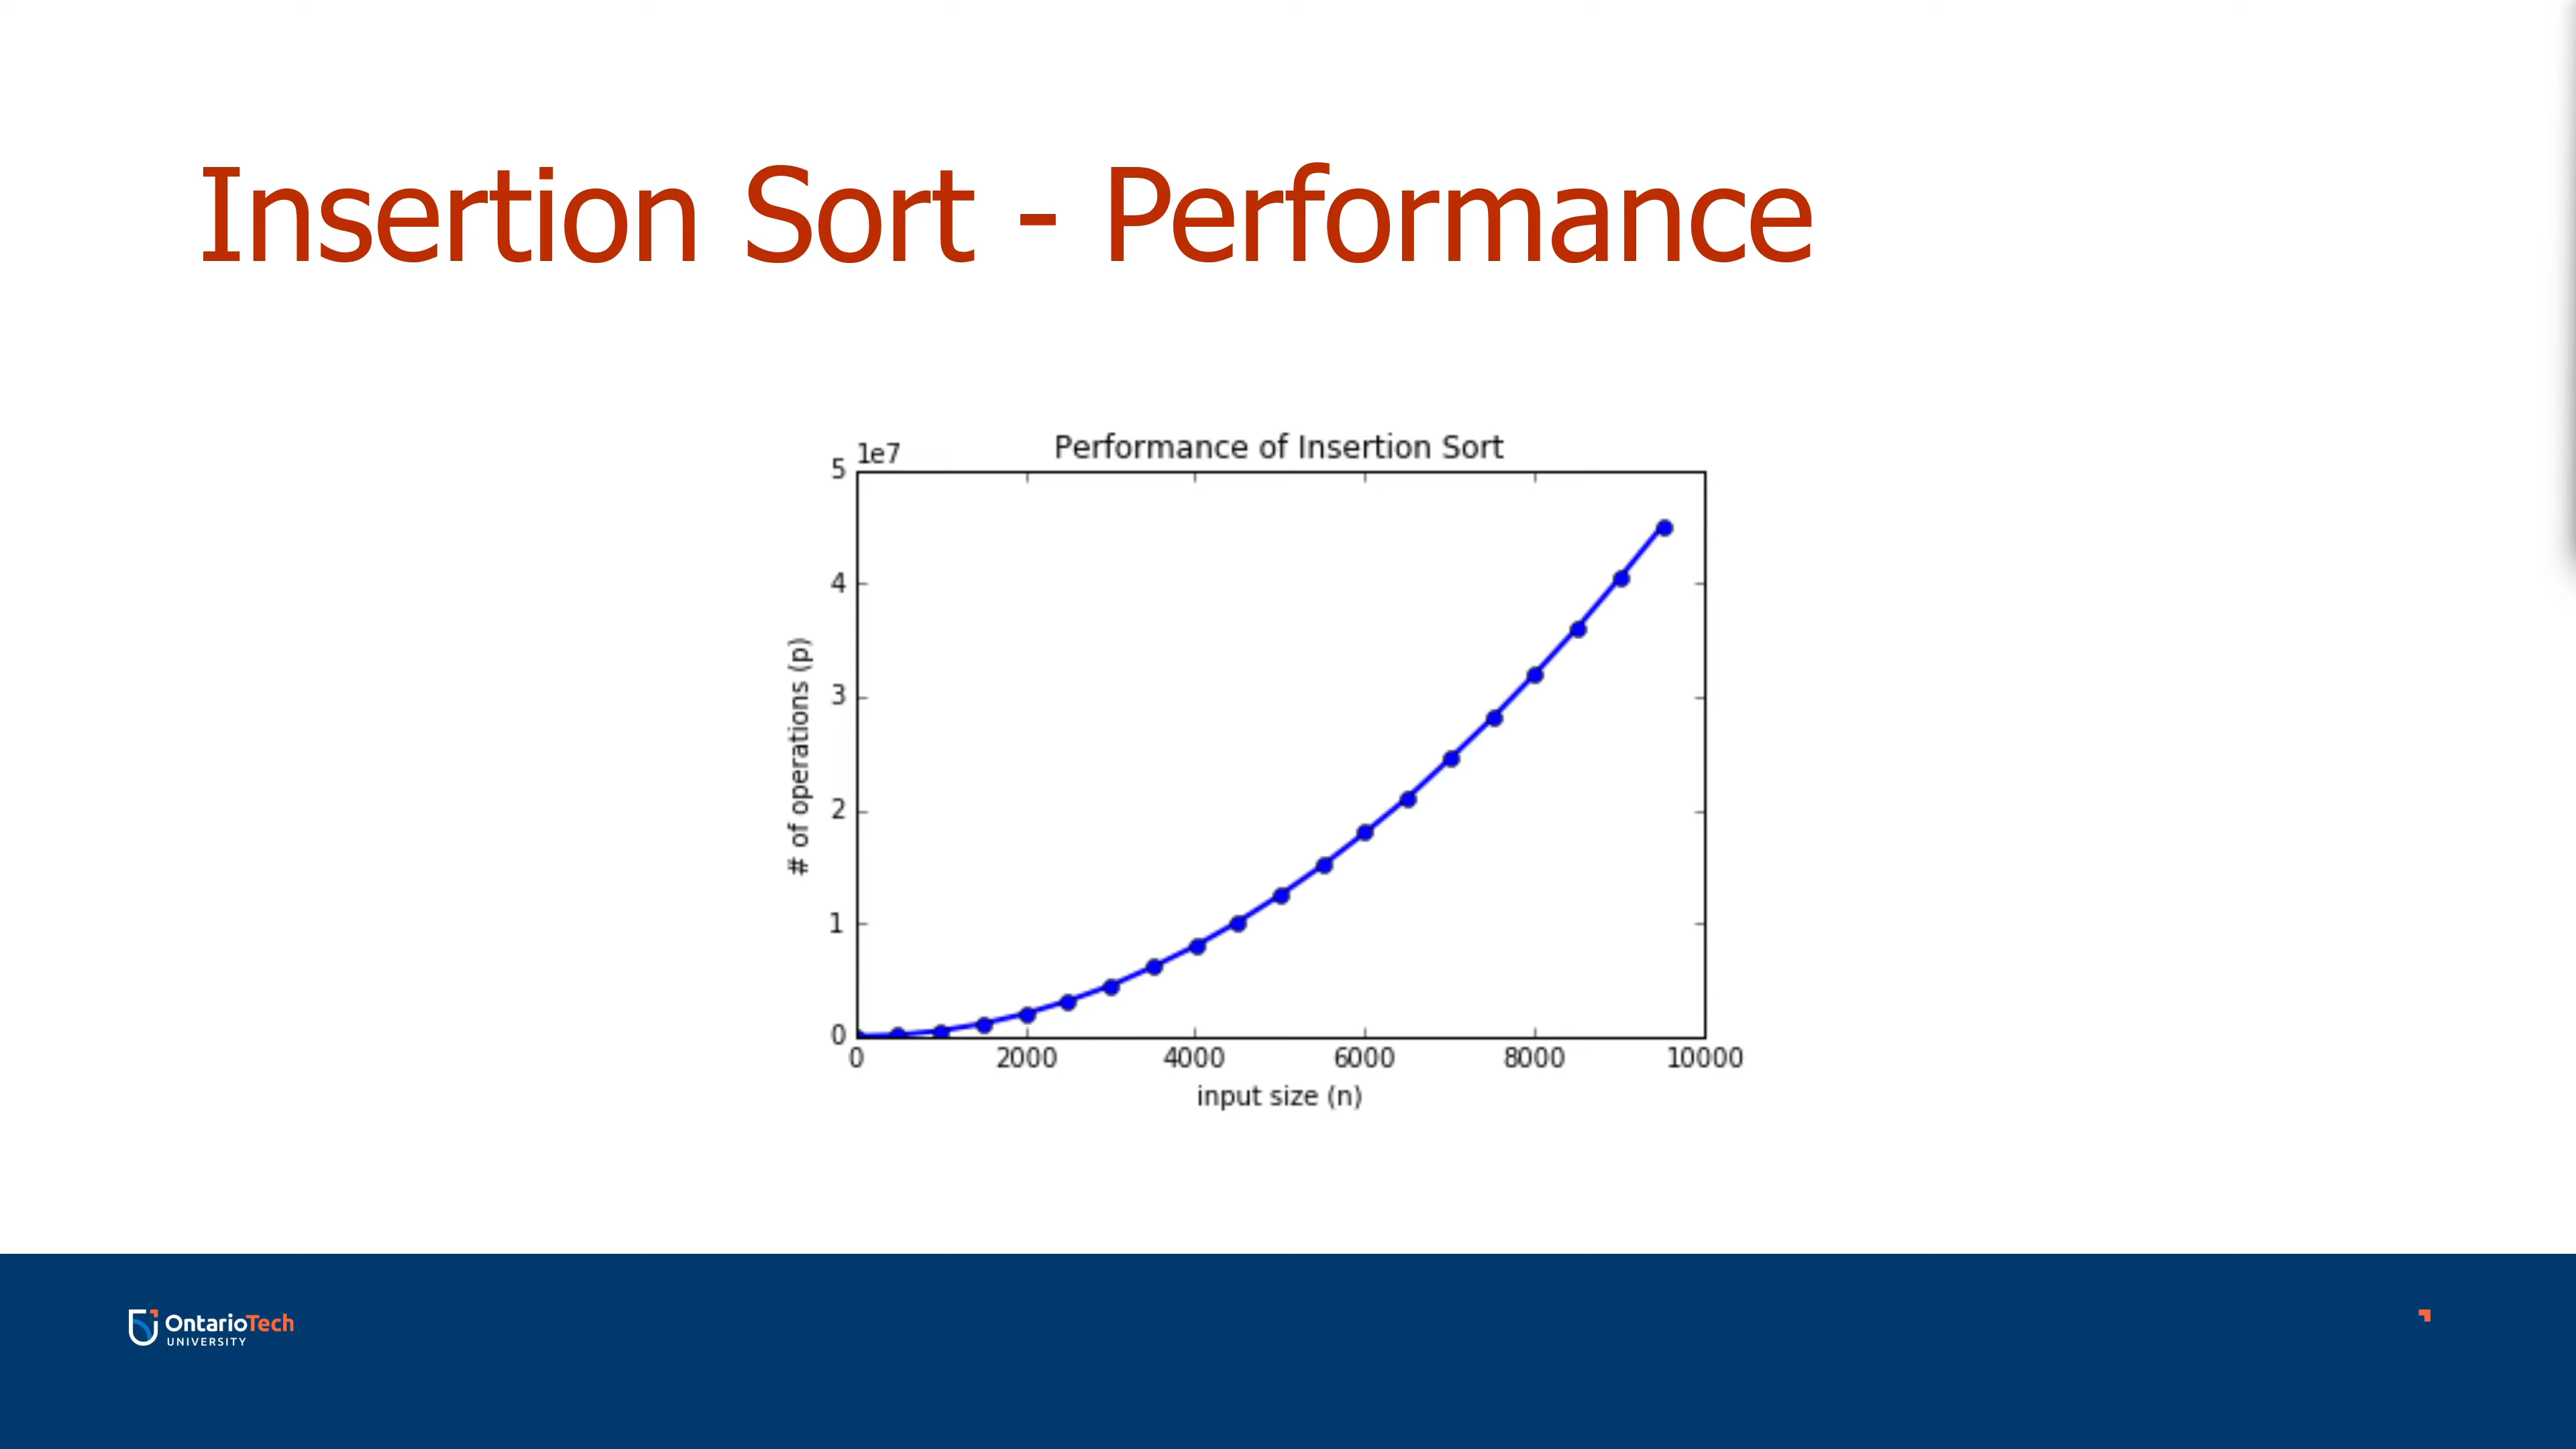 Insertion Sort - Performance
Performance of Insertion Sort
1e7
5
4
3
2
1
0
# of operations (p)
0 2000 4000 6000 8000 10000
input size (n)
OntarioTech
UNIVERSITY